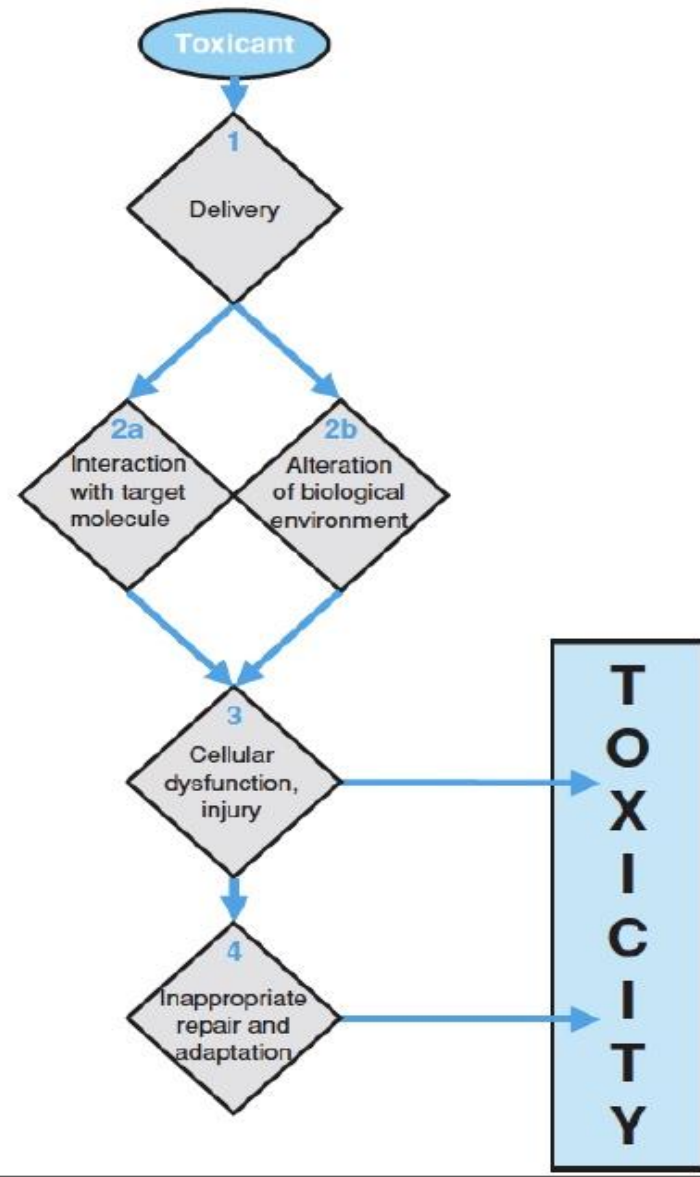 Toxicant
1
Delivery
2a
Interaction
with target
molecule
2b
Alteration
of biological
environment
3
Cellular
dysfunction,
injury
4
Inappropriate
repair and
adaptation
T
O
X
I
C
I
T
Y